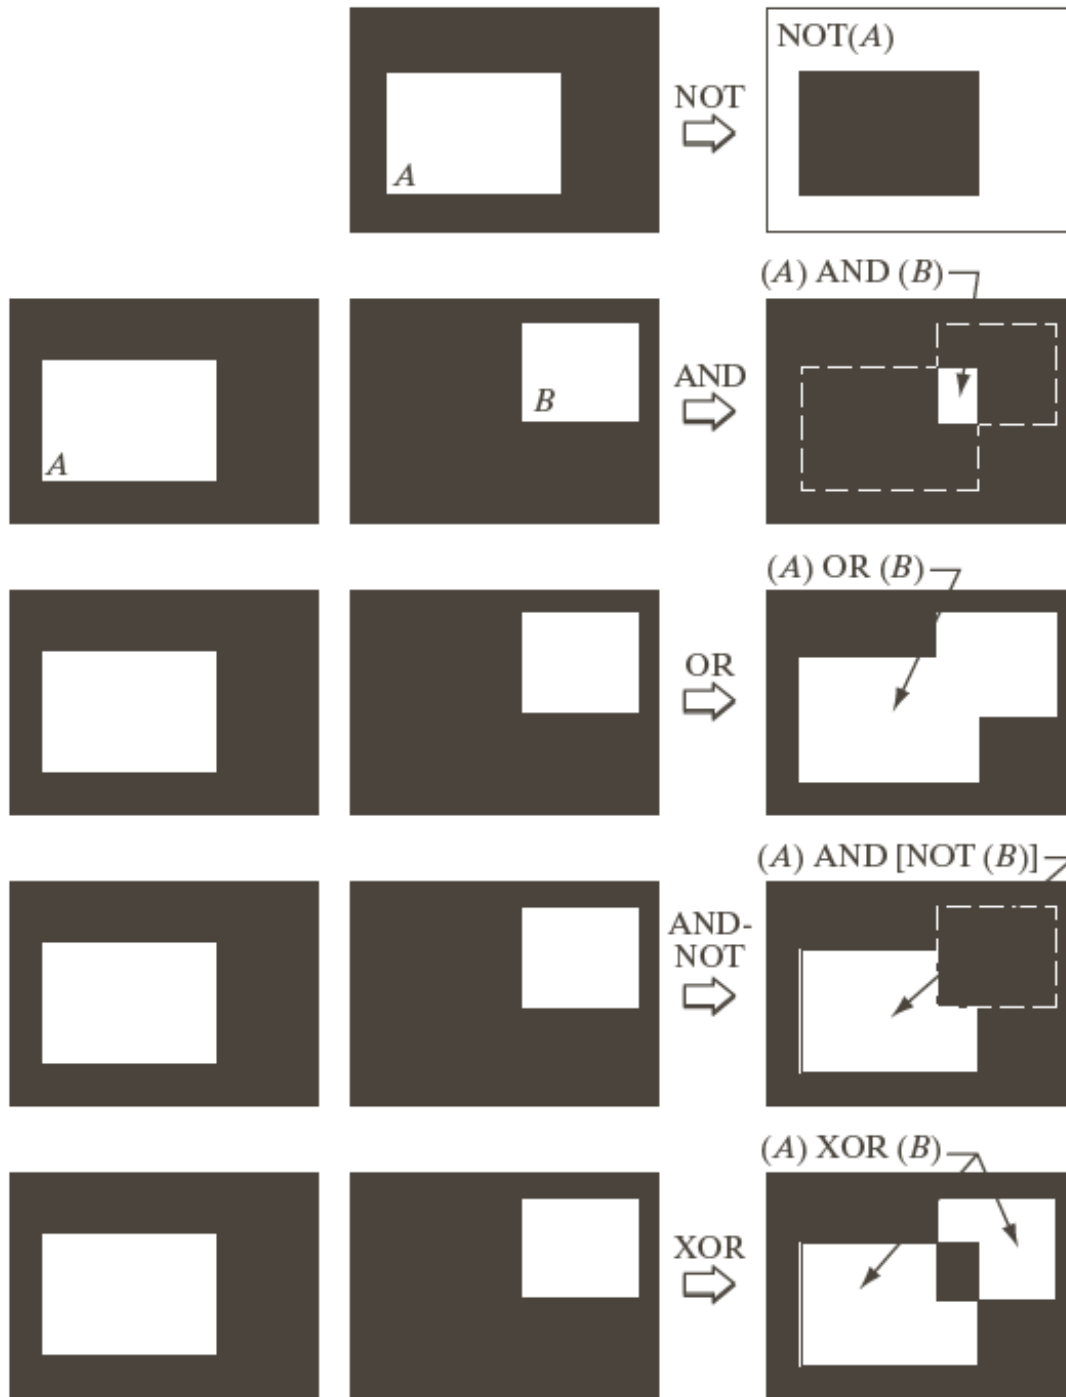 NOT(A)
NOT
A
(A) AND (B)
AND
B
A
(A) OR (B)
OR
(A) AND [NOT (B)]
AND-
NOT
(A) XOR (B)
XOR